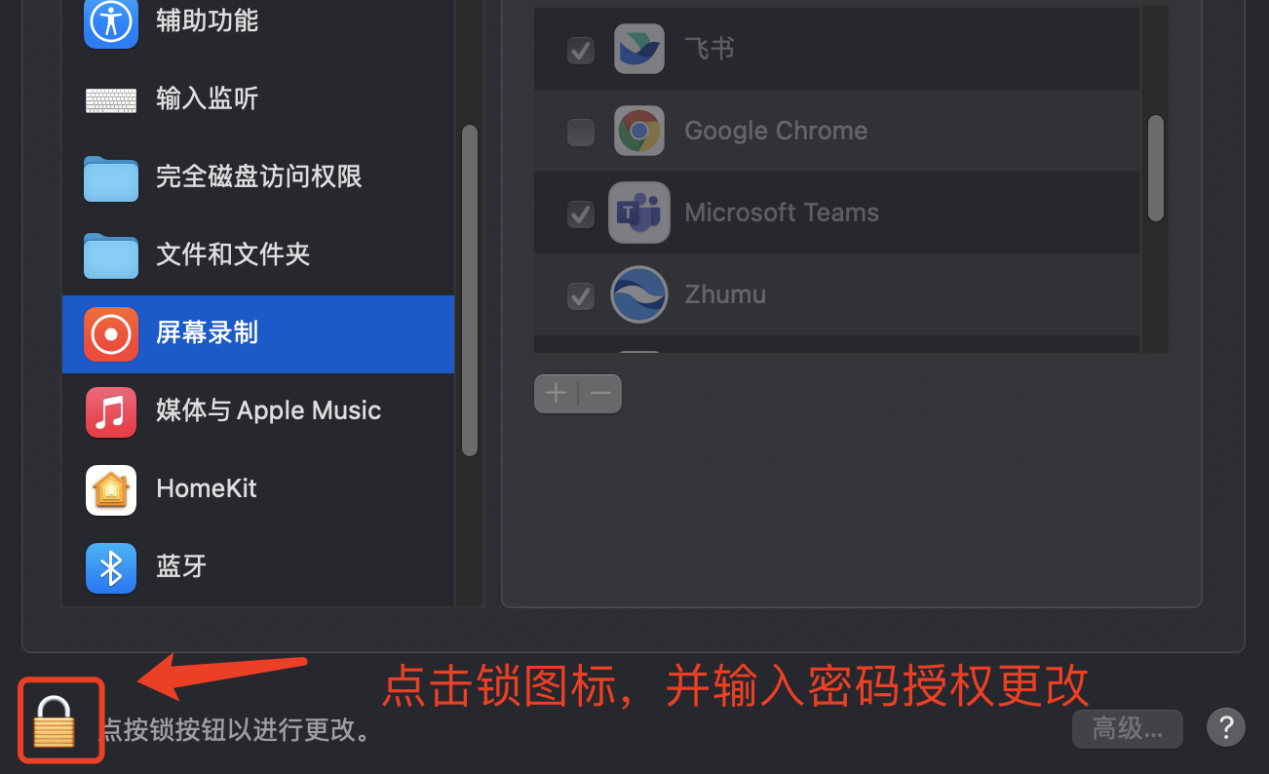 辅助功能
输入监听
完全磁盘访问权限
文件和文件夹
屏幕录制
媒体与 Apple Music
HomeKit
蓝牙
飞书
Google Chrome
T
Microsoft Teams
Zhumu
点击锁图标，并输入密码授权更改
点按锁按钮以进行更改。
高级...
?